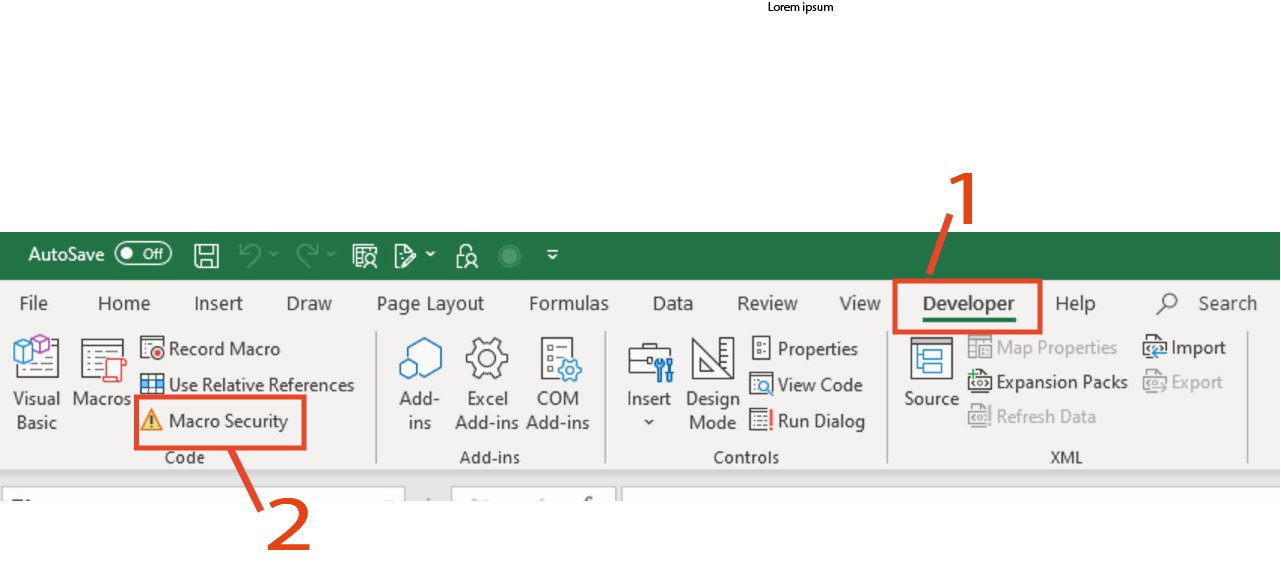 Lorem ipsum
1
AutoSave Off
File Home Insert Draw Page Layout Formulas Data Review View Developer Help Search
Visual Basic
Macros
Record Macro
Use Relative References
Macro Security
Code
Add-ins
Excel Add-ins
COM Add-ins
Add-ins
Insert
Design Mode
Properties
View Code
Run Dialog
Controls
Source
Map Properties
Expansion Packs
Refresh Data
Import
Export
XML
2